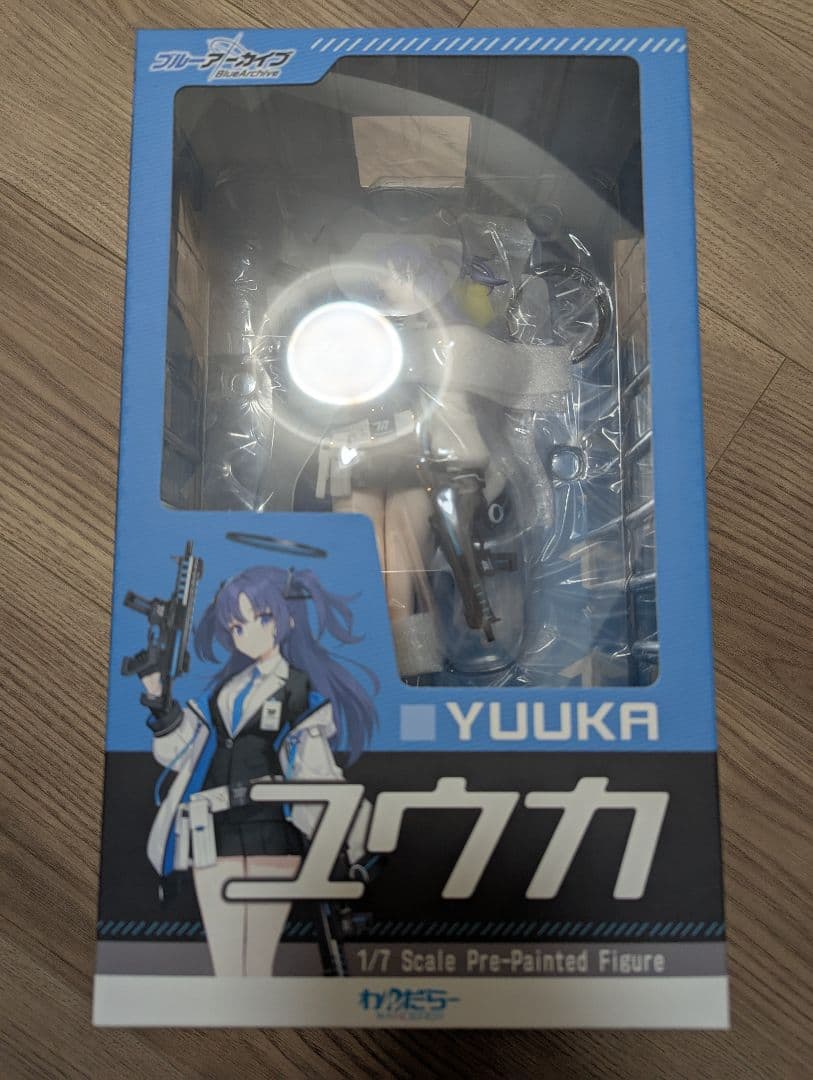 ブルーアーカイブ
BlueArchive
YUUKA
ユウカ
1/7 Scale Pre-Painted Figure
わんだらー